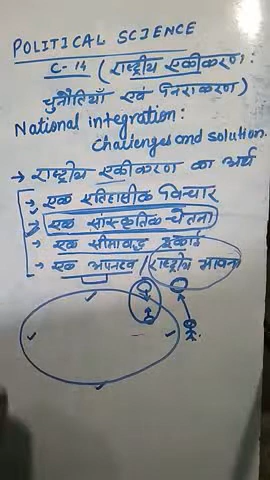 POLITICAL SCIENCE
C-14 (राष्ट्रीय एकीकरण:
चुनौतियाँ एवं निराकरण)
National integration:
Challenges and solution.
→ राष्ट्रीय एकीकरण का अर्थ
→ एक ऐतिहासिक विचार
→ एक सांस्कृतिक चेतना
→ एक सीमाबद्ध इकाई
→ एक अपनत्व / राष्ट्रीय भावना